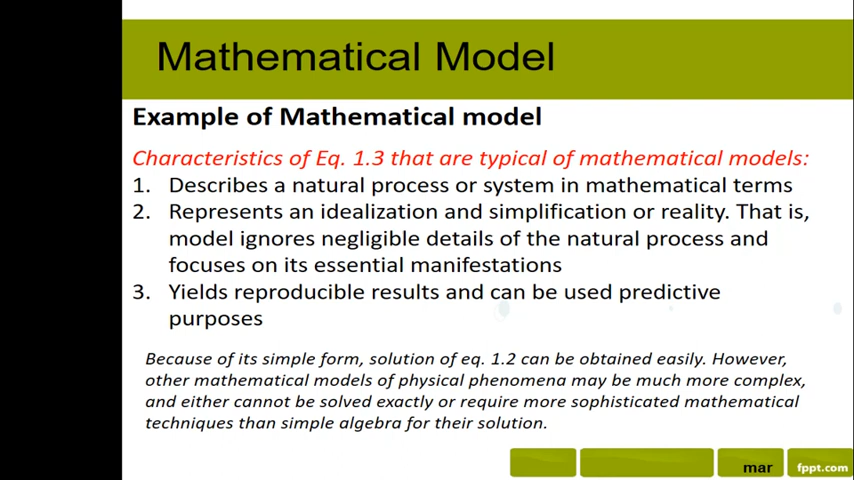 Mathematical Model
Example of Mathematical model
Characteristics of Eq. 1.3 that are typical of mathematical models:
1. Describes a natural process or system in mathematical terms
2. Represents an idealization and simplification or reality. That is,
model ignores negligible details of the natural process and
focuses on its essential manifestations
3. Yields reproducible results and can be used predictive
purposes
Because of its simple form, solution of eq. 1.2 can be obtained easily. However,
other mathematical models of physical phenomena may be much more complex,
and either cannot be solved exactly or require more sophisticated mathematical
techniques than simple algebra for their solution.
mar
fppt.com